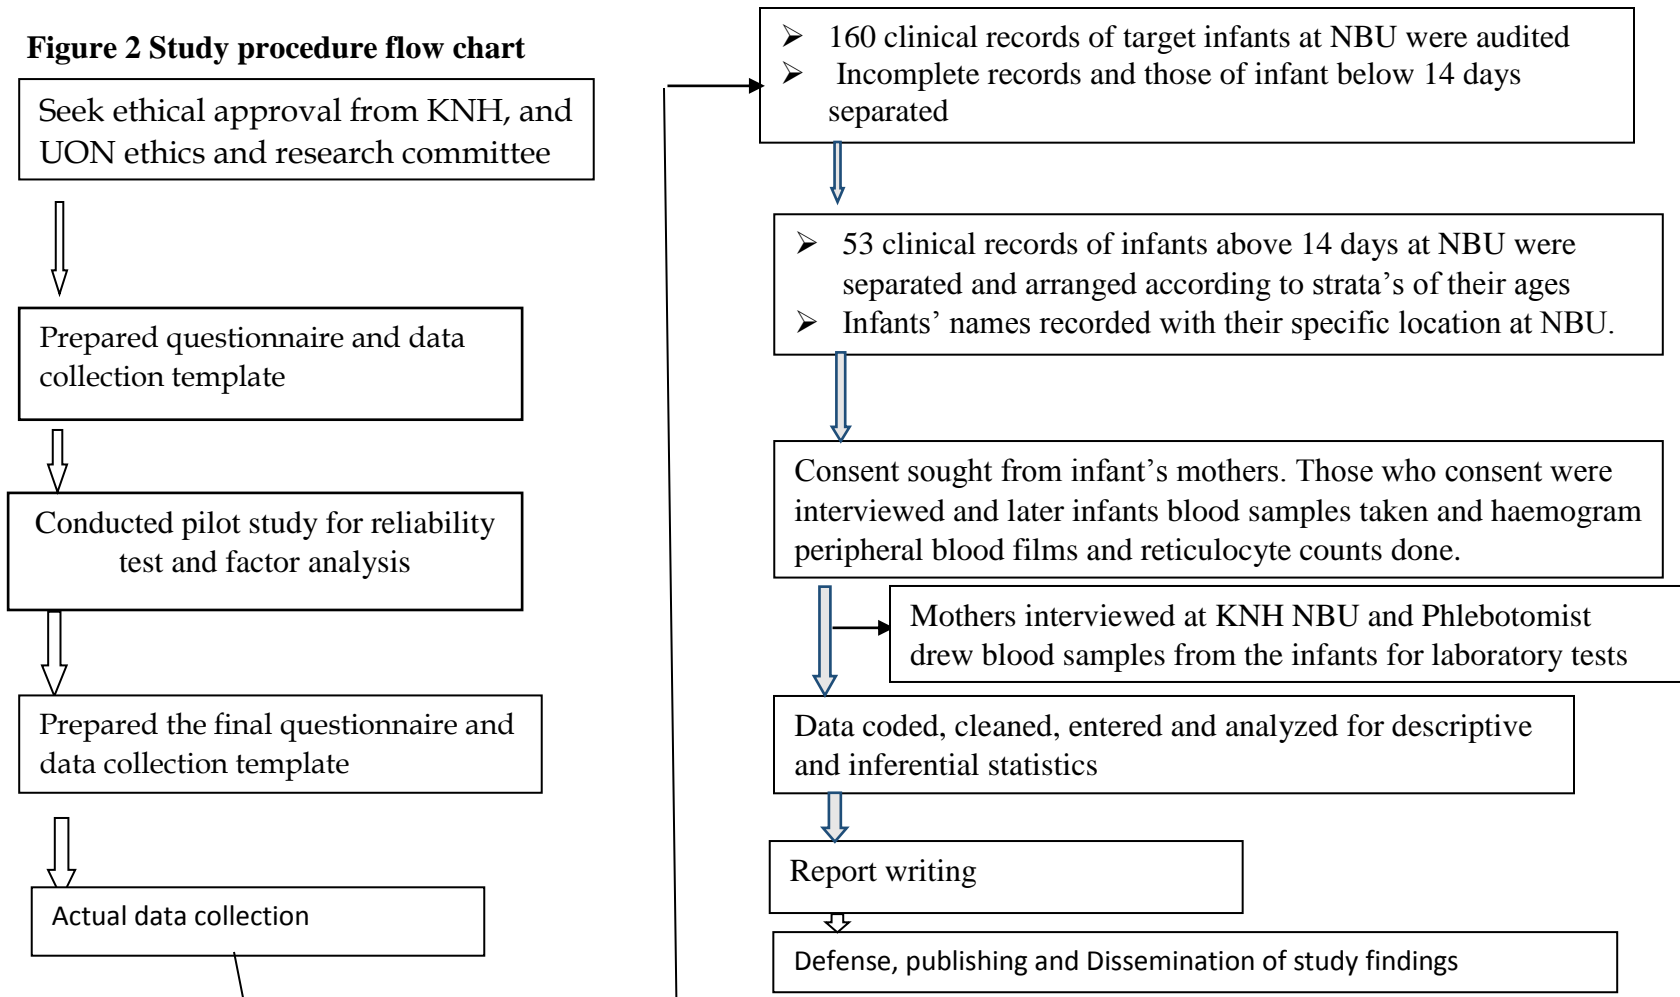 Figure 2 Study procedure flow chart
Seek ethical approval from KNH, and
UON ethics and research committee
Prepared questionnaire and data
collection template
Conducted pilot study for reliability
test and factor analysis
Prepared the final questionnaire and
data collection template
Actual data collection
➢ 160 clinical records of target infants at NBU were audited
➢ Incomplete records and those of infant below 14 days
separated
➢ 53 clinical records of infants above 14 days at NBU were
separated and arranged according to strata’s of their ages
➢ Infants’ names recorded with their specific location at NBU.
Consent sought from infant’s mothers. Those who consent were
interviewed and later infants blood samples taken and haemogram
peripheral blood films and reticulocyte counts done.
Mothers interviewed at KNH NBU and Phlebotomist
drew blood samples from the infants for laboratory tests
Data coded, cleaned, entered and analyzed for descriptive
and inferential statistics
Report writing
Defense, publishing and Dissemination of study findings